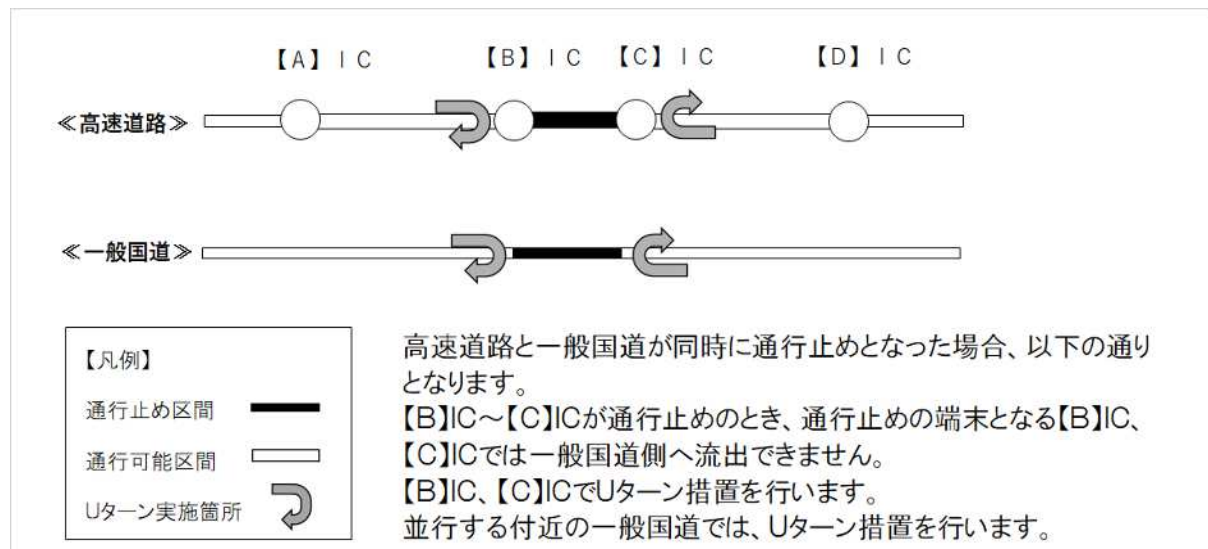 【A】IC 【B】IC 【C】IC 【D】IC
≪高速道路≫
≪一般国道≫
【凡例】
通行止め区間
通行可能区間
Uターン実施箇所
高速道路と一般国道が同時に通行止めとなった場合、以下の通り
となります。
【B】IC～【C】ICが通行止めのとき、通行止めの端末となる【B】IC、
【C】ICでは一般国道側へ流出できません。
【B】IC、【C】ICでUターン措置を行います。
並行する付近の一般国道では、Uターン措置を行います。